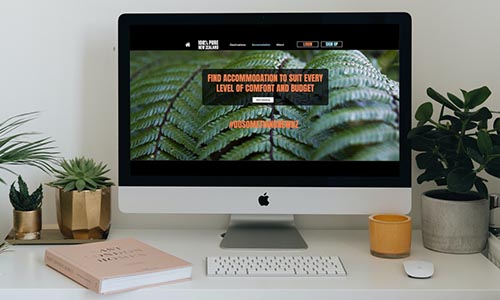 100% PURE
NEW ZEALAND
Destinations
Accommodation
About
LOGIN
SIGN UP
FIND ACCOMMODATION TO SUIT EVERY
LEVEL OF COMFORT AND BUDGET
#DOSOMETHINGNEWNZ